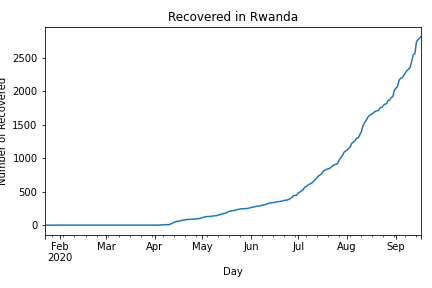 Recovered in Rwanda
Number of Recovered
2500
2000
1500
1000
500
0
Feb
2020
Mar
Apr
May
Jun
Jul
Aug
Sep
Day